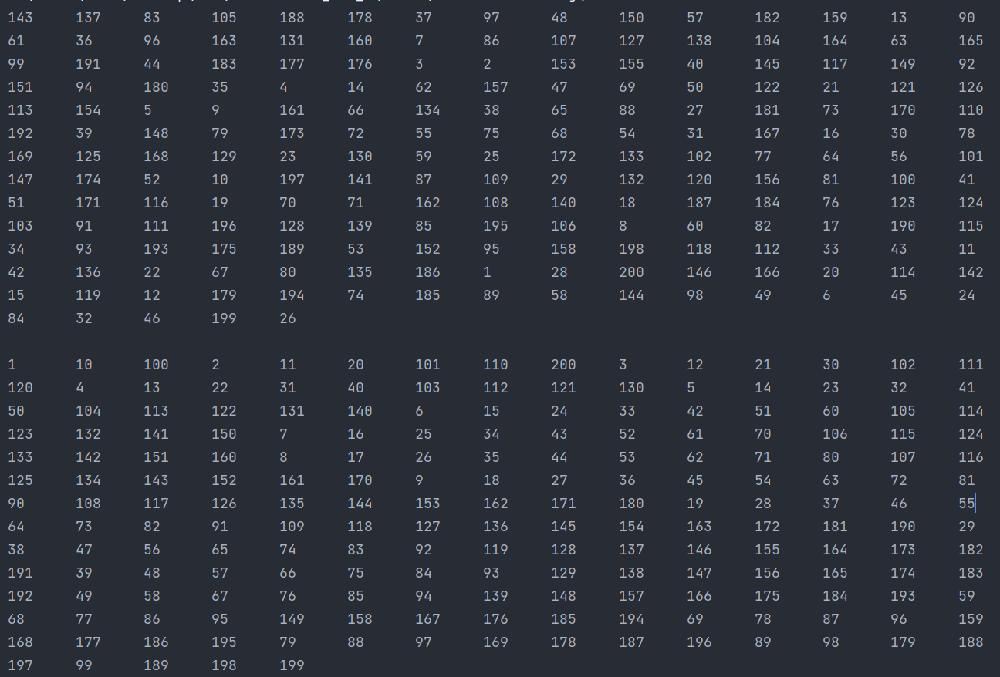 143 137 83 105 188 178 37 97 48 150 57 182 159 13 90
61 36 96 163 131 160 7 86 107 127 138 104 164 63 165
99 191 44 183 177 176 3 2 153 155 40 145 117 149 92
151 94 180 35 4 14 62 157 47 69 50 122 21 121 126
113 154 5 9 161 66 134 38 65 88 27 181 73 170 110
192 39 148 79 173 72 55 75 68 54 31 167 16 30 78
169 125 168 129 23 130 59 25 172 133 102 77 64 56 101
147 174 52 10 197 141 87 109 29 132 120 156 81 100 41
51 171 116 19 70 71 162 108 140 18 187 184 76 123 124
103 91 111 196 128 139 85 195 106 8 60 82 17 190 115
34 93 193 175 189 53 152 95 158 198 118 112 33 43 11
42 136 22 67 80 135 186 1 28 200 146 166 20 114 142
15 119 12 179 194 74 185 89 58 144 98 49 6 45 24
84 32 46 199 26
1 10 100 2 11 20 101 110 200 3 12 21 30 102 111
120 4 13 22 31 40 103 112 121 130 5 14 23 32 41
50 104 113 122 131 140 6 15 24 33 42 51 60 105 114
123 132 141 150 7 16 25 34 43 52 61 70 106 115 124
133 142 151 160 8 17 26 35 44 53 62 71 80 107 116
125 134 143 152 161 170 9 18 27 36 45 54 63 72 81
90 108 117 126 135 144 153 162 171 180 19 28 37 46 55
64 73 82 91 109 118 127 136 145 154 163 172 181 190 29
38 47 56 65 74 83 92 119 128 137 146 155 164 173 182
191 39 48 57 66 75 84 93 129 138 147 156 165 174 183
192 49 58 67 76 85 94 139 148 157 166 175 184 193 59
68 77 86 95 149 158 167 176 185 194 69 78 87 96 159
168 177 186 195 79 88 97 169 178 187 196 89 98 179 188
197 99 189 198 199